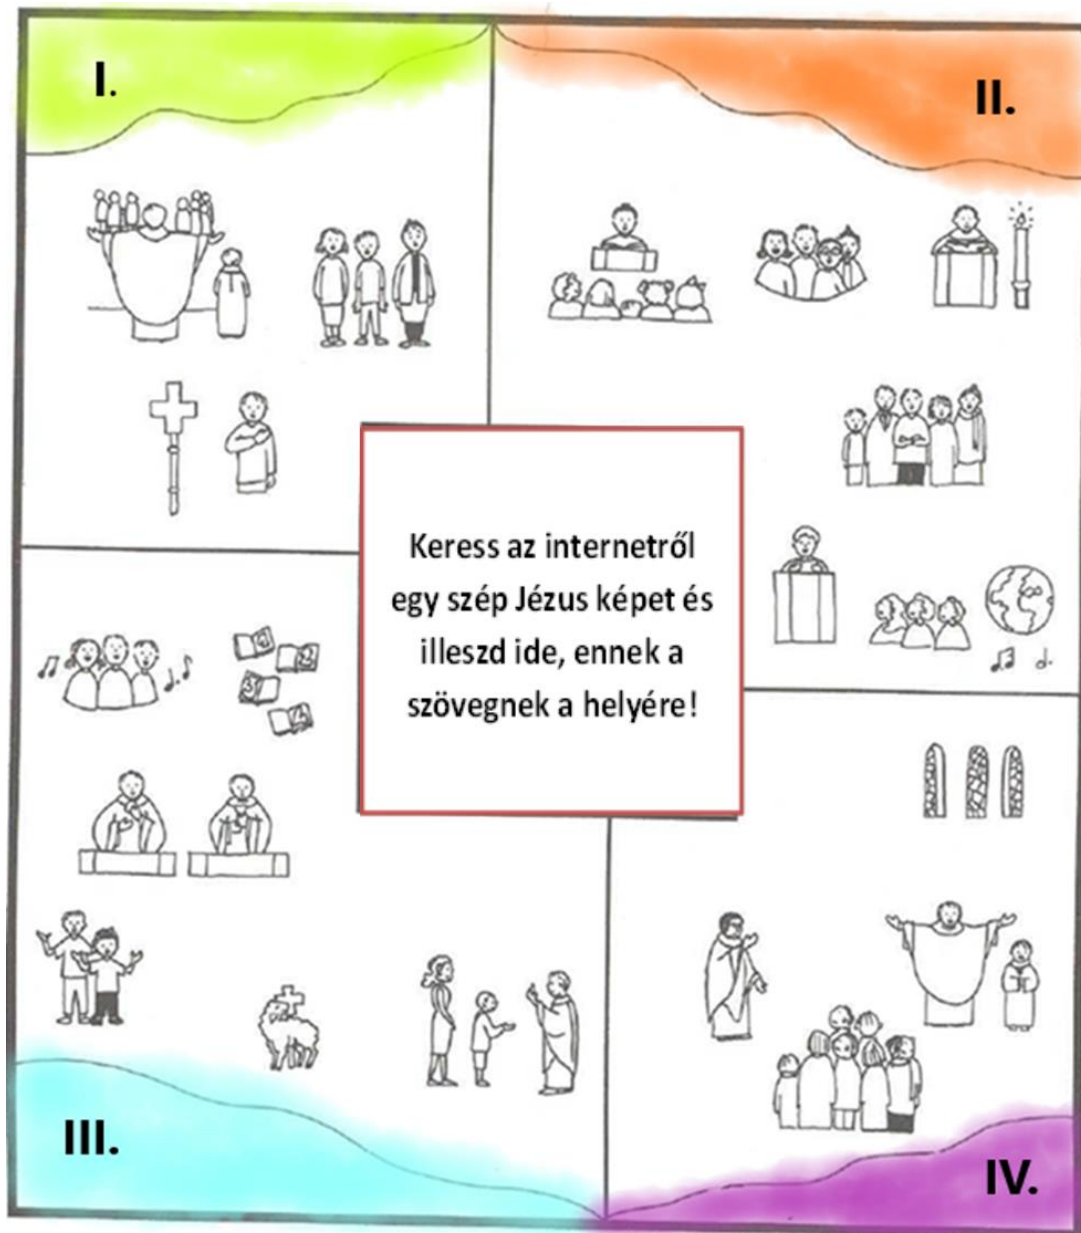 I.
II.
Keress az internetről
egy szép Jézus képet és
illeszd ide, ennek a
szövegnek a helyére!
III.
IV.